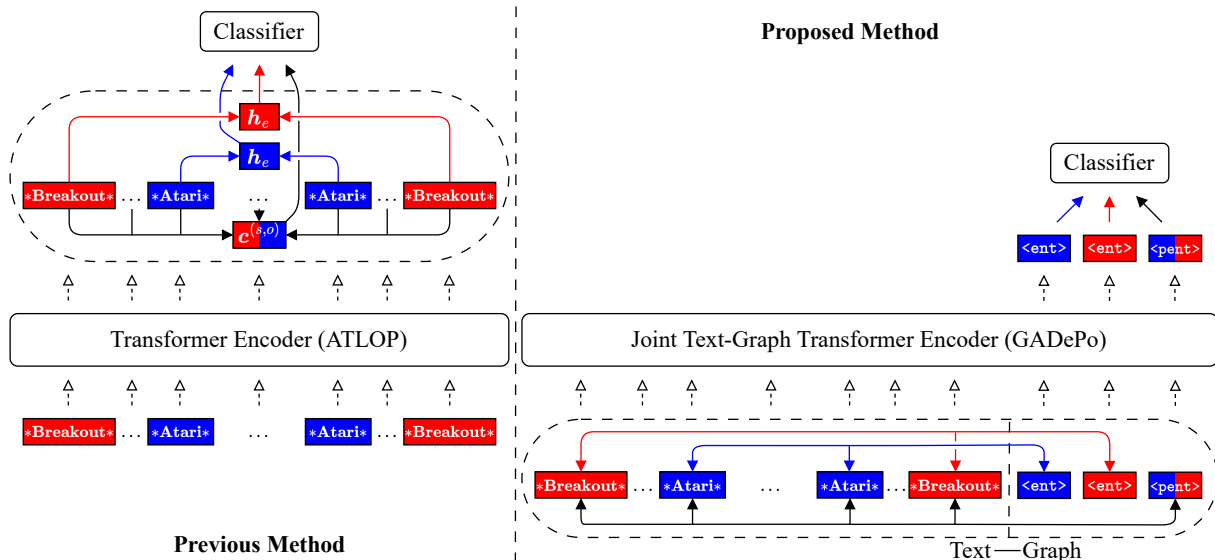 Classifier
h_e
h_e
*Breakout* ... *Atari* ... *Atari* ... *Breakout*
c^(s,o)
Transformer Encoder (ATLOP)
*Breakout* ... *Atari* ... *Atari* ... *Breakout*
Previous Method
Proposed Method
Classifier
<ent> <ent> <pent>
Joint Text-Graph Transformer Encoder (GADePo)
*Breakout* ... *Atari* ... *Atari* ... *Breakout* <ent> <ent> <pent>
Text — Graph